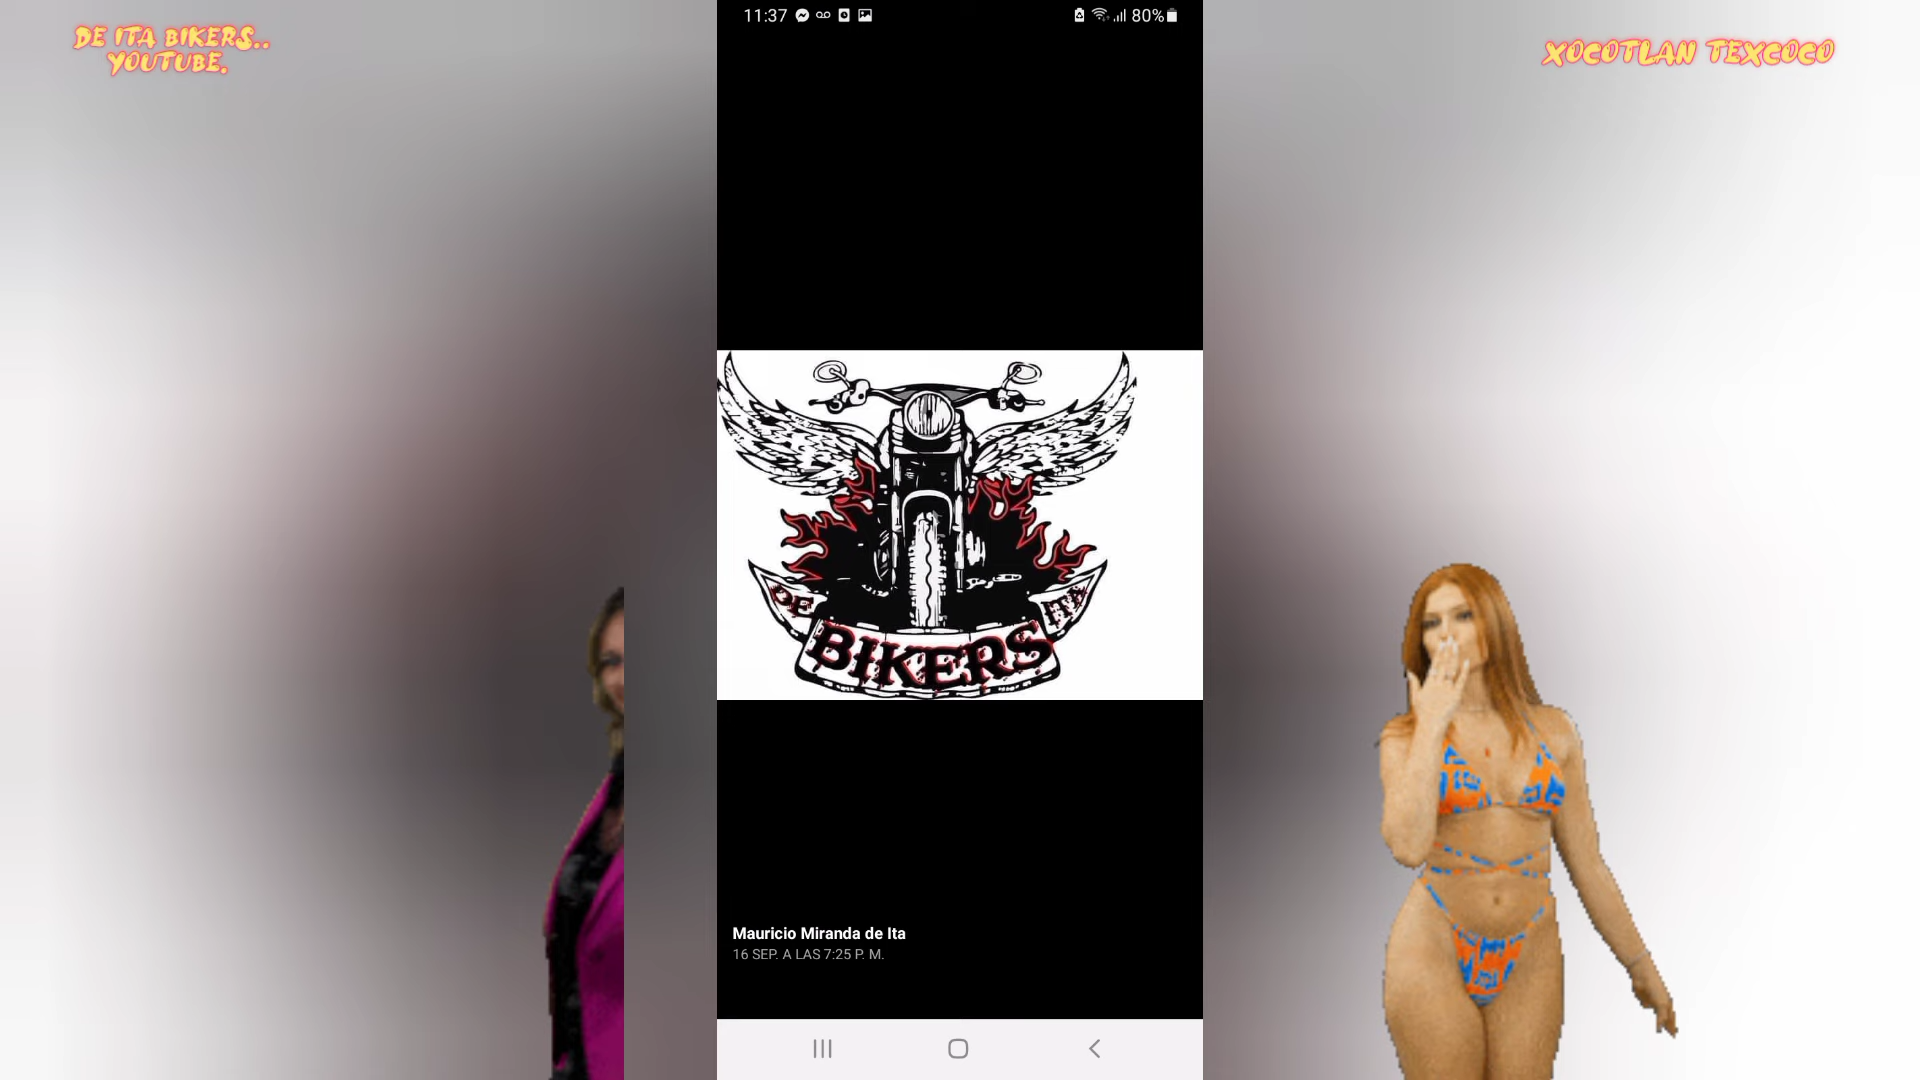 DE ITA BIKERS..
YOUTUBE.
XOCOTLAN TEXCOCO
11:37
80%
DE
ITA
BIKERS
Mauricio Miranda de Ita
16 SEP. A LAS 7:25 P. M.